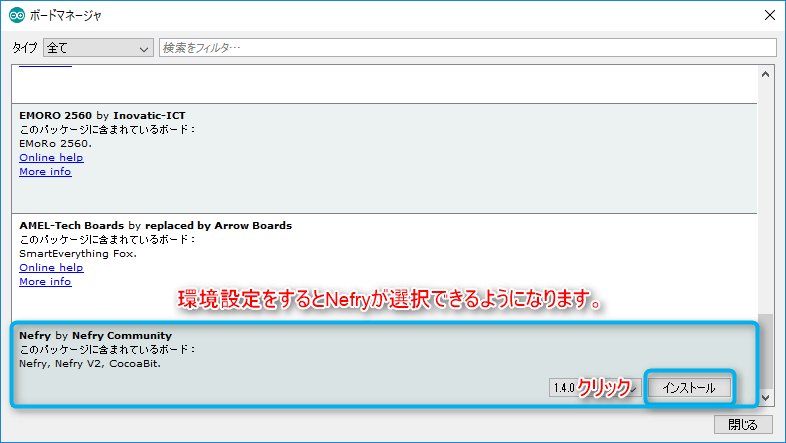 ボードマネージャ
タイプ 全て 検索をフィルタ…
EMORO 2560 by Inovatic-ICT
このパッケージに含まれているボード：
EMoRo 2560.
Online help
More info
AMEL-Tech Boards by replaced by Arrow Boards
このパッケージに含まれているボード：
SmartEverything Fox.
Online help
More info
環境設定をするとNefryが選択できるようになります。
Nefry by Nefry Community
このパッケージに含まれているボード：
Nefry, Nefry V2, CocoaBit.
1.4.0 クリック インストール
閉じる